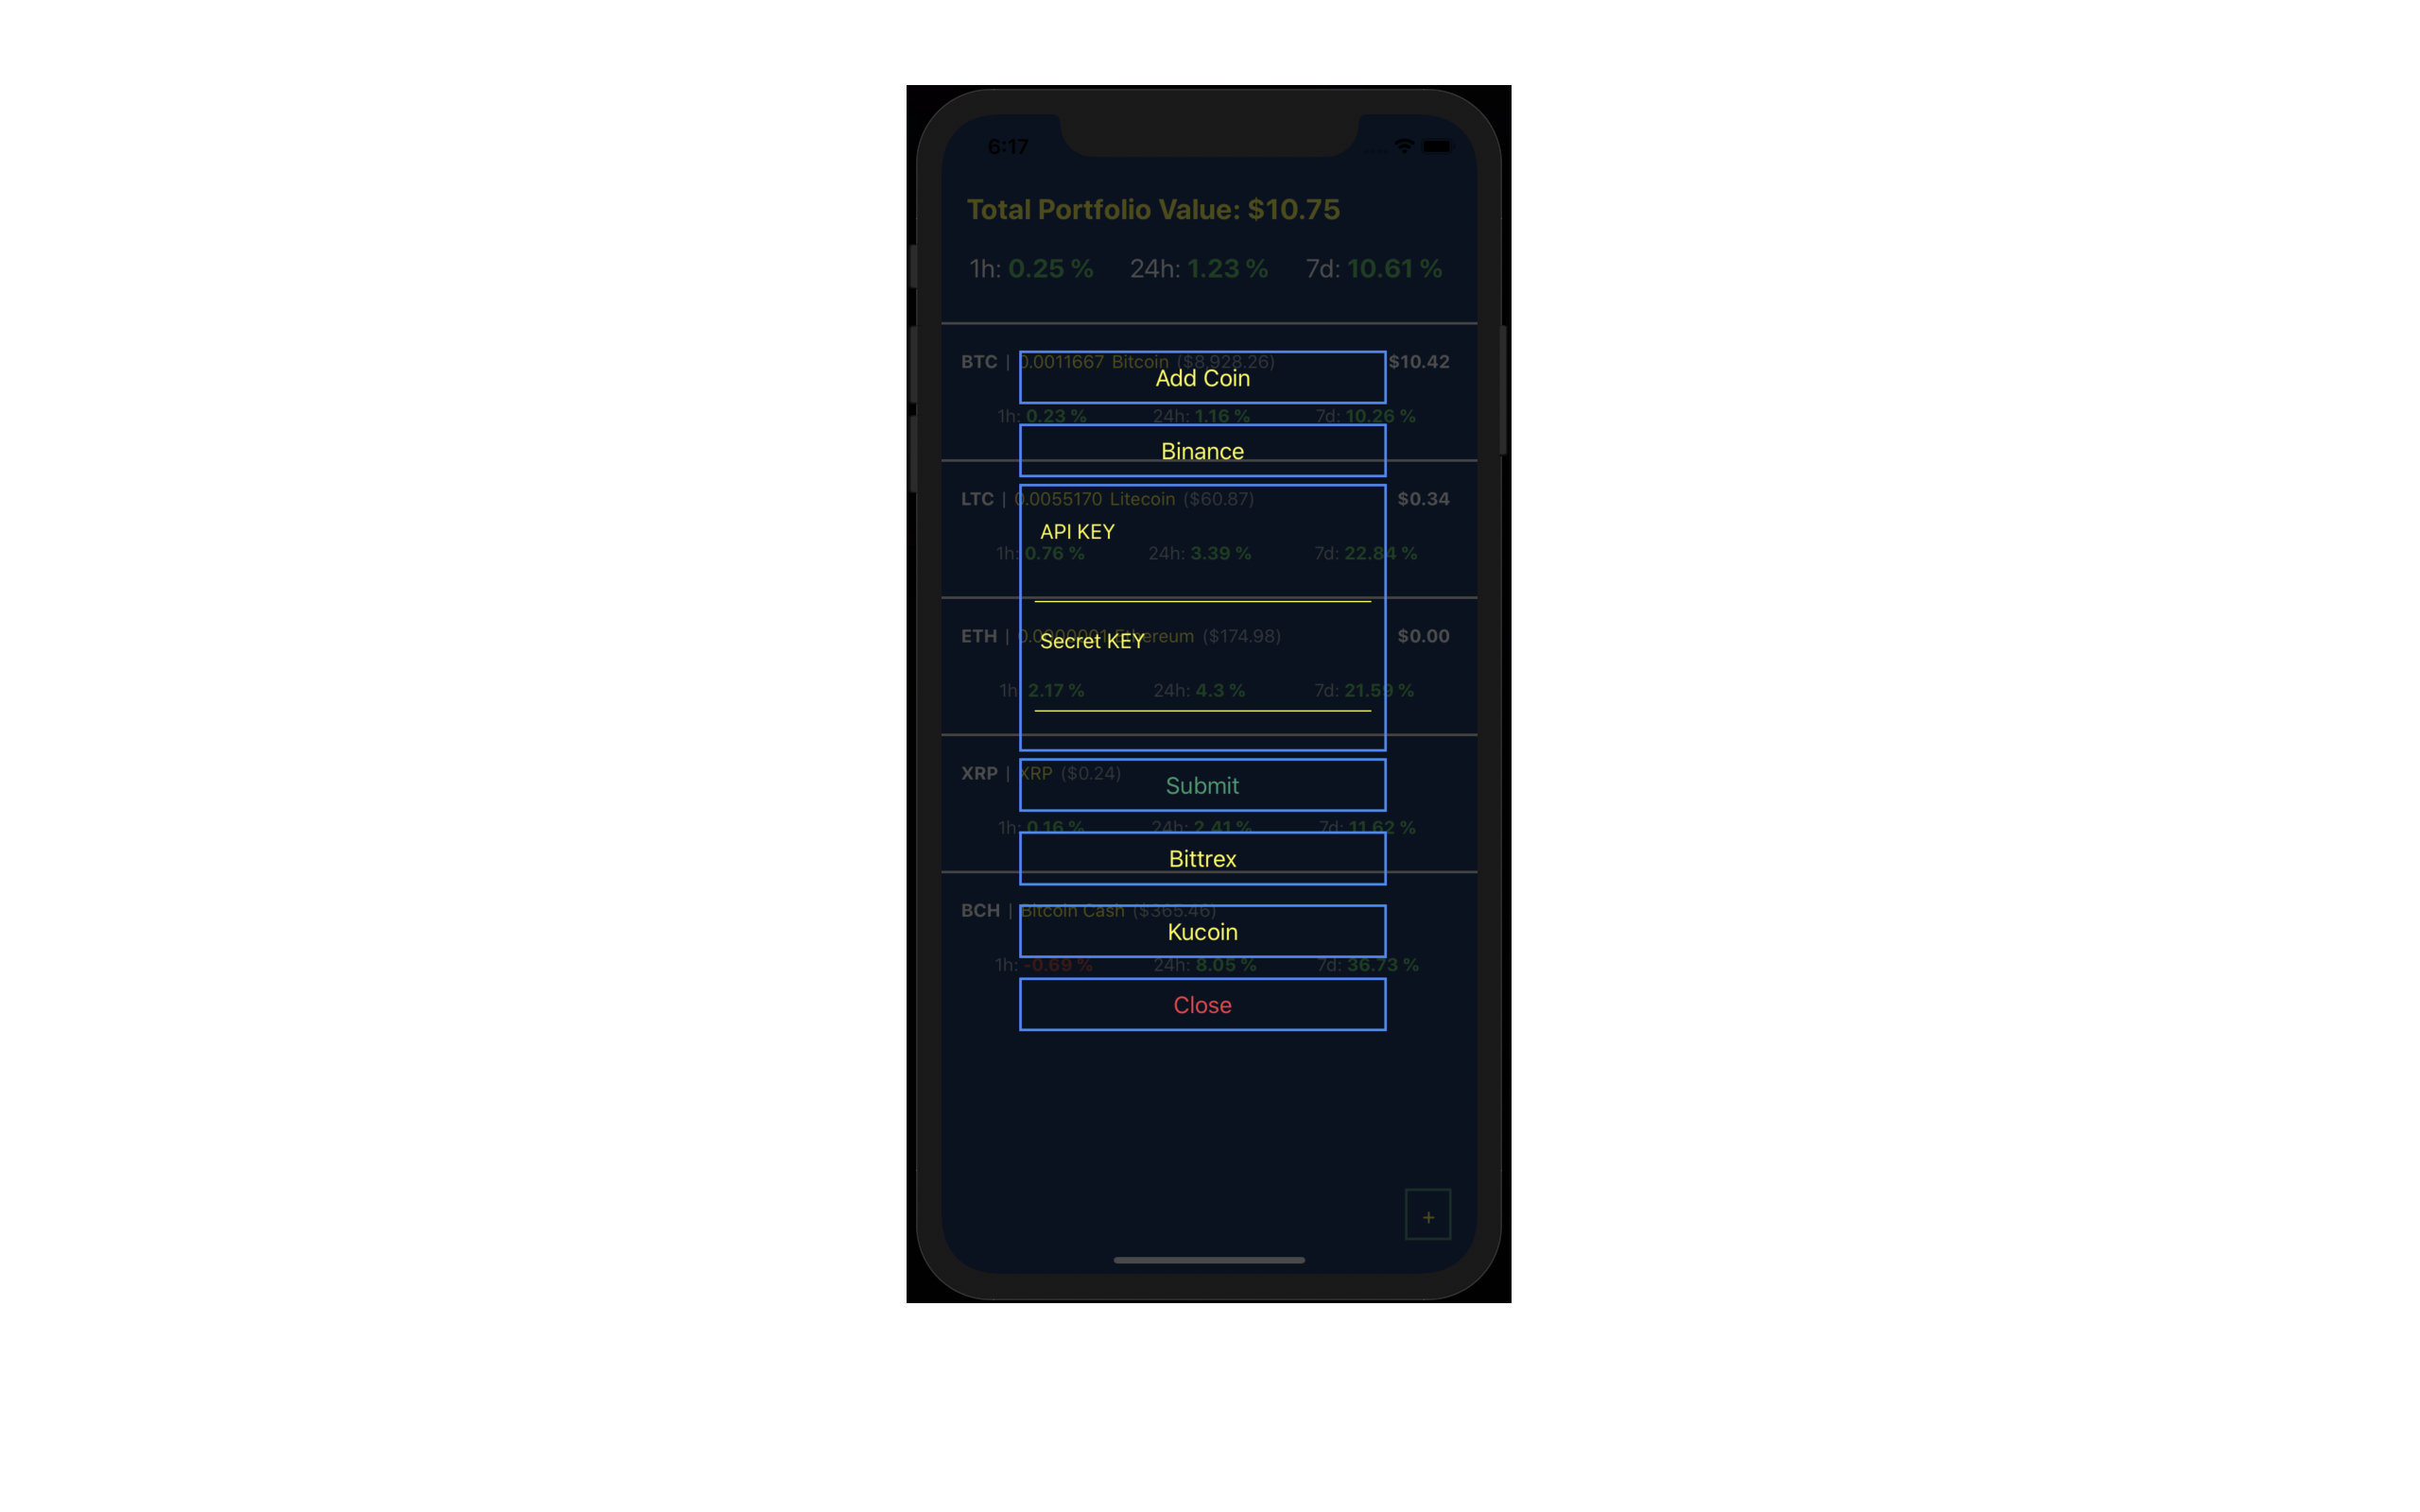 6:17
Total Portfolio Value: $10.75
1h: 0.25 % 24h: 1.23 % 7d: 10.61 %
BTC | 0.0011667 Bitcoin ($8,928.26) $10.42
Add Coin
1h: 0.23 % 24h: 1.16 % 7d: 10.26 %
Binance
LTC | 0.0055170 Litecoin ($60.87) $0.34
API KEY
1h: 0.76 % 24h: 3.39 % 7d: 22.84 %
ETH | 0.0000001 Ethereum ($174.98) $0.00
Secret KEY
1h: 2.17 % 24h: 4.3 % 7d: 21.59 %
XRP | XRP ($0.24)
Submit
1h: 0.16 % 24h: 2.41 % 7d: 11.62 %
Bittrex
BCH | Bitcoin Cash ($365.46)
Kucoin
1h: -0.69 % 24h: 8.05 % 7d: 36.73 %
Close
+